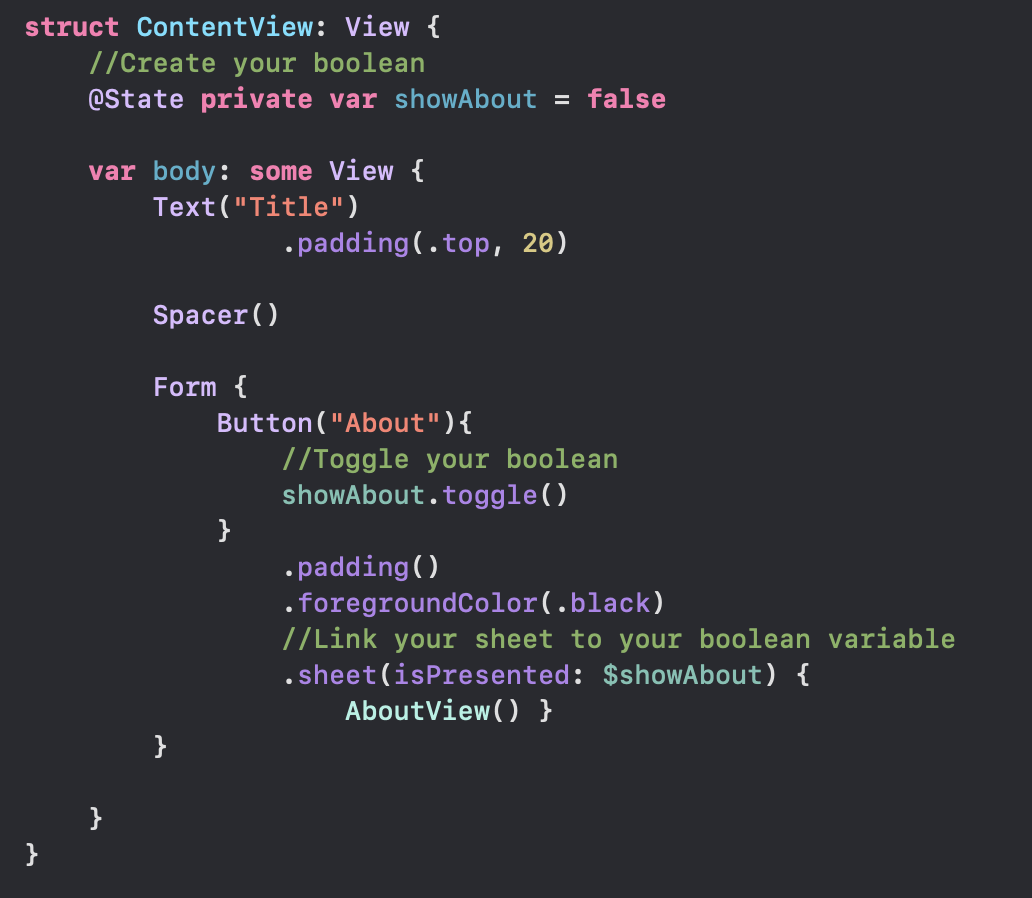 struct ContentView: View {
    //Create your boolean
    @State private var showAbout = false

    var body: some View {
        Text("Title")
                .padding(.top, 20)

        Spacer()

        Form {
            Button("About"){
                //Toggle your boolean
                showAbout.toggle()
            }
                .padding()
                .foregroundColor(.black)
                //Link your sheet to your boolean variable
                .sheet(isPresented: $showAbout) {
                    AboutView() }
        }

    }
}